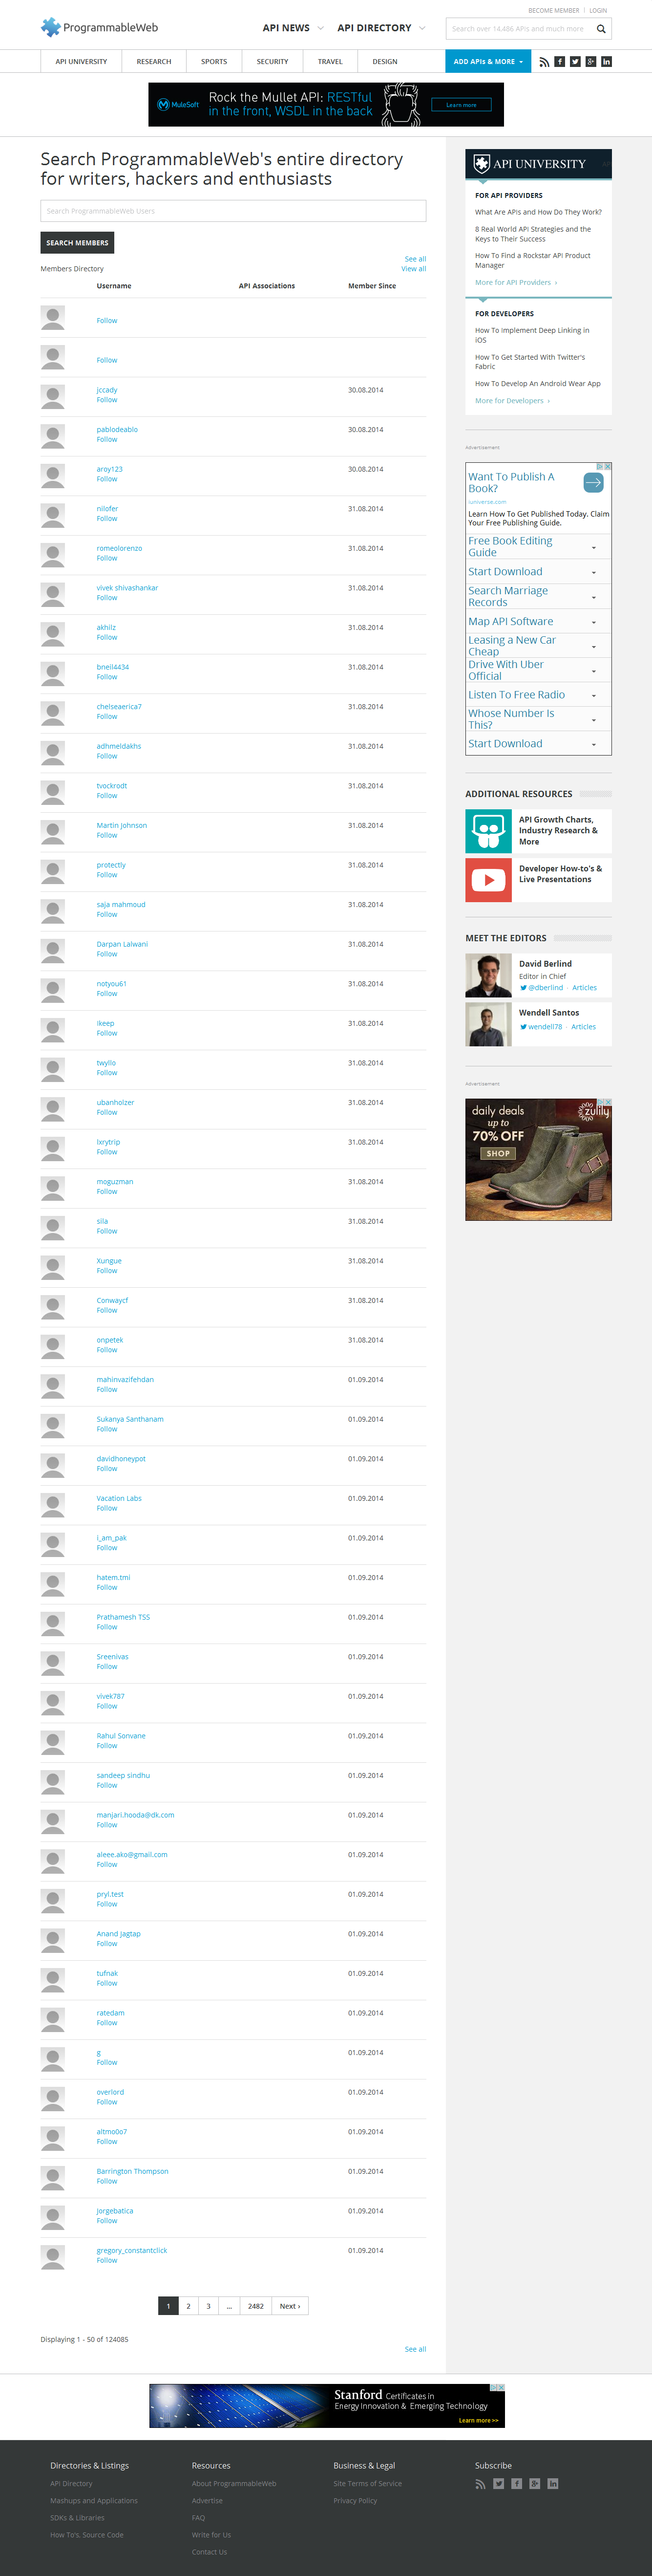 BECOME MEMBER | LOGIN
ProgrammableWeb
API NEWS
API DIRECTORY
Search over 14,486 APIs and much more
API UNIVERSITY
RESEARCH
SPORTS
SECURITY
TRAVEL
DESIGN
ADD APIs & MORE
MuleSoft
Rock the Mullet API: RESTful
in the front, WSDL in the back
Learn more
Search ProgrammableWeb's entire directory
for writers, hackers and enthusiasts
Search ProgrammableWeb Users
SEARCH MEMBERS
See all
Members Directory
View all
Username API Associations Member Since
Follow
Follow
jccady 30.08.2014
Follow
pablodeablo 30.08.2014
Follow
aroy123 30.08.2014
Follow
nilofer 31.08.2014
Follow
romeolorenzo 31.08.2014
Follow
vivek shivashankar 31.08.2014
Follow
akhilz 31.08.2014
Follow
bneil4434 31.08.2014
Follow
chelseaerica7 31.08.2014
Follow
adhmeldakhs 31.08.2014
Follow
tvockrodt 31.08.2014
Follow
Martin Johnson 31.08.2014
Follow
protectly 31.08.2014
Follow
saja mahmoud 31.08.2014
Follow
Darpan Lalwani 31.08.2014
Follow
notyou61 31.08.2014
Follow
ikeep 31.08.2014
Follow
twyllo 31.08.2014
Follow
ubanholzer 31.08.2014
Follow
lxrytrip 31.08.2014
Follow
moguzman 31.08.2014
Follow
sila 31.08.2014
Follow
Xungue 31.08.2014
Follow
Conwaycf 31.08.2014
Follow
onpetek 31.08.2014
Follow
mahinvazifehdan 01.09.2014
Follow
Sukanya Santhanam 01.09.2014
Follow
davidhoneypot 01.09.2014
Follow
Vacation Labs 01.09.2014
Follow
i_am_pak 01.09.2014
Follow
hatem.tmi 01.09.2014
Follow
Prathamesh TSS 01.09.2014
Follow
Sreenivas 01.09.2014
Follow
vivek787 01.09.2014
Follow
Rahul Sonvane 01.09.2014
Follow
sandeep sindhu 01.09.2014
Follow
manjari.hooda@dk.com 01.09.2014
Follow
aleee.ako@gmail.com 01.09.2014
Follow
pryl.test 01.09.2014
Follow
Anand Jagtap 01.09.2014
Follow
tufnak 01.09.2014
Follow
ratedam 01.09.2014
Follow
g 01.09.2014
Follow
overlord 01.09.2014
Follow
altmo0o7 01.09.2014
Follow
Barrington Thompson 01.09.2014
Follow
Jorgebatica 01.09.2014
Follow
gregory_constantclick 01.09.2014
Follow
1 2 3 ... 2482 Next ›
Displaying 1 - 50 of 124085
See all
API UNIVERSITY
FOR API PROVIDERS
What Are APIs and How Do They Work?
8 Real World API Strategies and the
Keys to Their Success
How To Find a Rockstar API Product
Manager
More for API Providers ›
FOR DEVELOPERS
How To Implement Deep Linking in
iOS
How To Get Started With Twitter's
Fabric
How To Develop An Android Wear App
More for Developers ›
Advertisement
Want To Publish A
Book?
iuniverse.com
Learn How To Get Published Today. Claim
Your Free Publishing Guide.
Free Book Editing
Guide
Start Download
Search Marriage
Records
Map API Software
Leasing a New Car
Cheap
Drive With Uber
Official
Listen To Free Radio
Whose Number Is
This?
Start Download
ADDITIONAL RESOURCES
API Growth Charts,
Industry Research &
More
Developer How-to's &
Live Presentations
MEET THE EDITORS
David Berlind
Editor in Chief
@dberlind · Articles
Wendell Santos
wendell78 · Articles
Advertisement
daily deals
up to
70% OFF
SHOP
zulily
Stanford Certificates in
Energy Innovation & Emerging Technology
Learn more >>
Directories & Listings
API Directory
Mashups and Applications
SDKs & Libraries
How To's, Source Code
Resources
About ProgrammableWeb
Advertise
FAQ
Write for Us
Contact Us
Business & Legal
Site Terms of Service
Privacy Policy
Subscribe